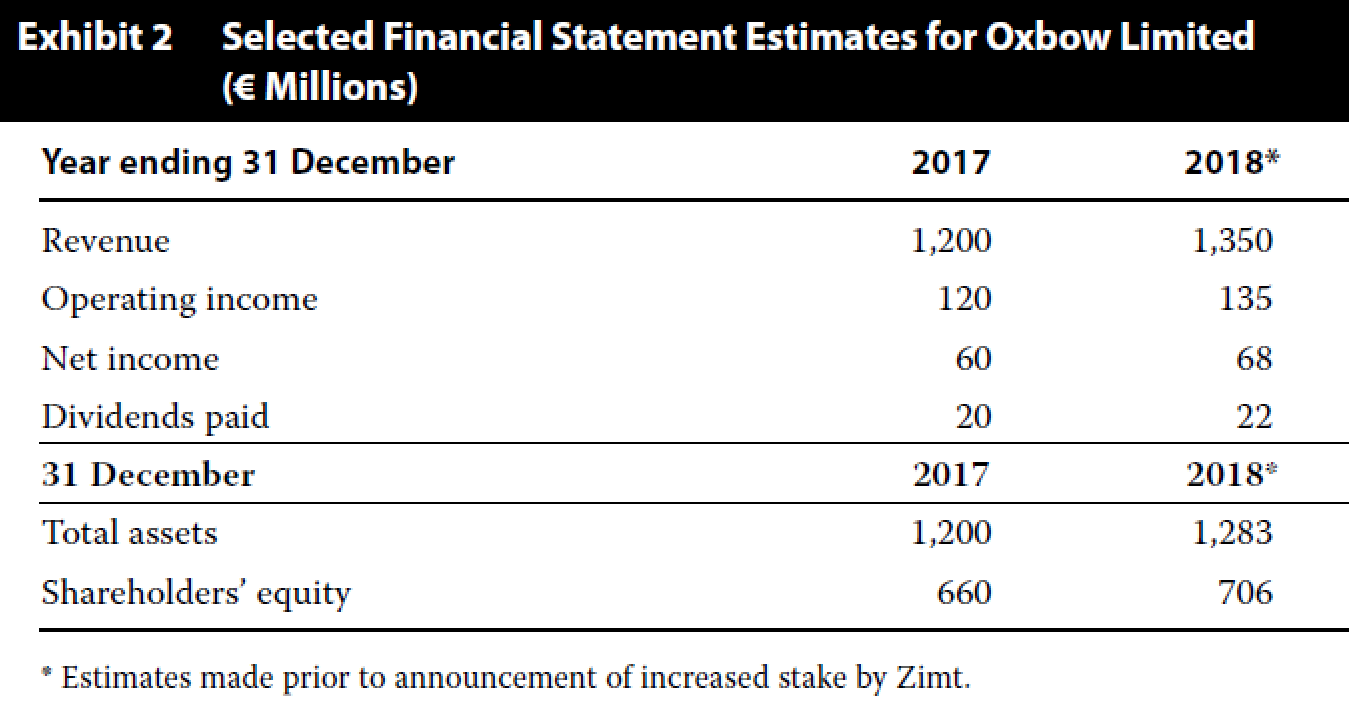 Exhibit 2 Selected Financial Statement Estimates for Oxbow Limited
(€ Millions)
Year ending 31 December 2017 2018*
Revenue 1,200 1,350
Operating income 120 135
Net income 60 68
Dividends paid 20 22
31 December 2017 2018*
Total assets 1,200 1,283
Shareholders’ equity 660 706
* Estimates made prior to announcement of increased stake by Zimt.